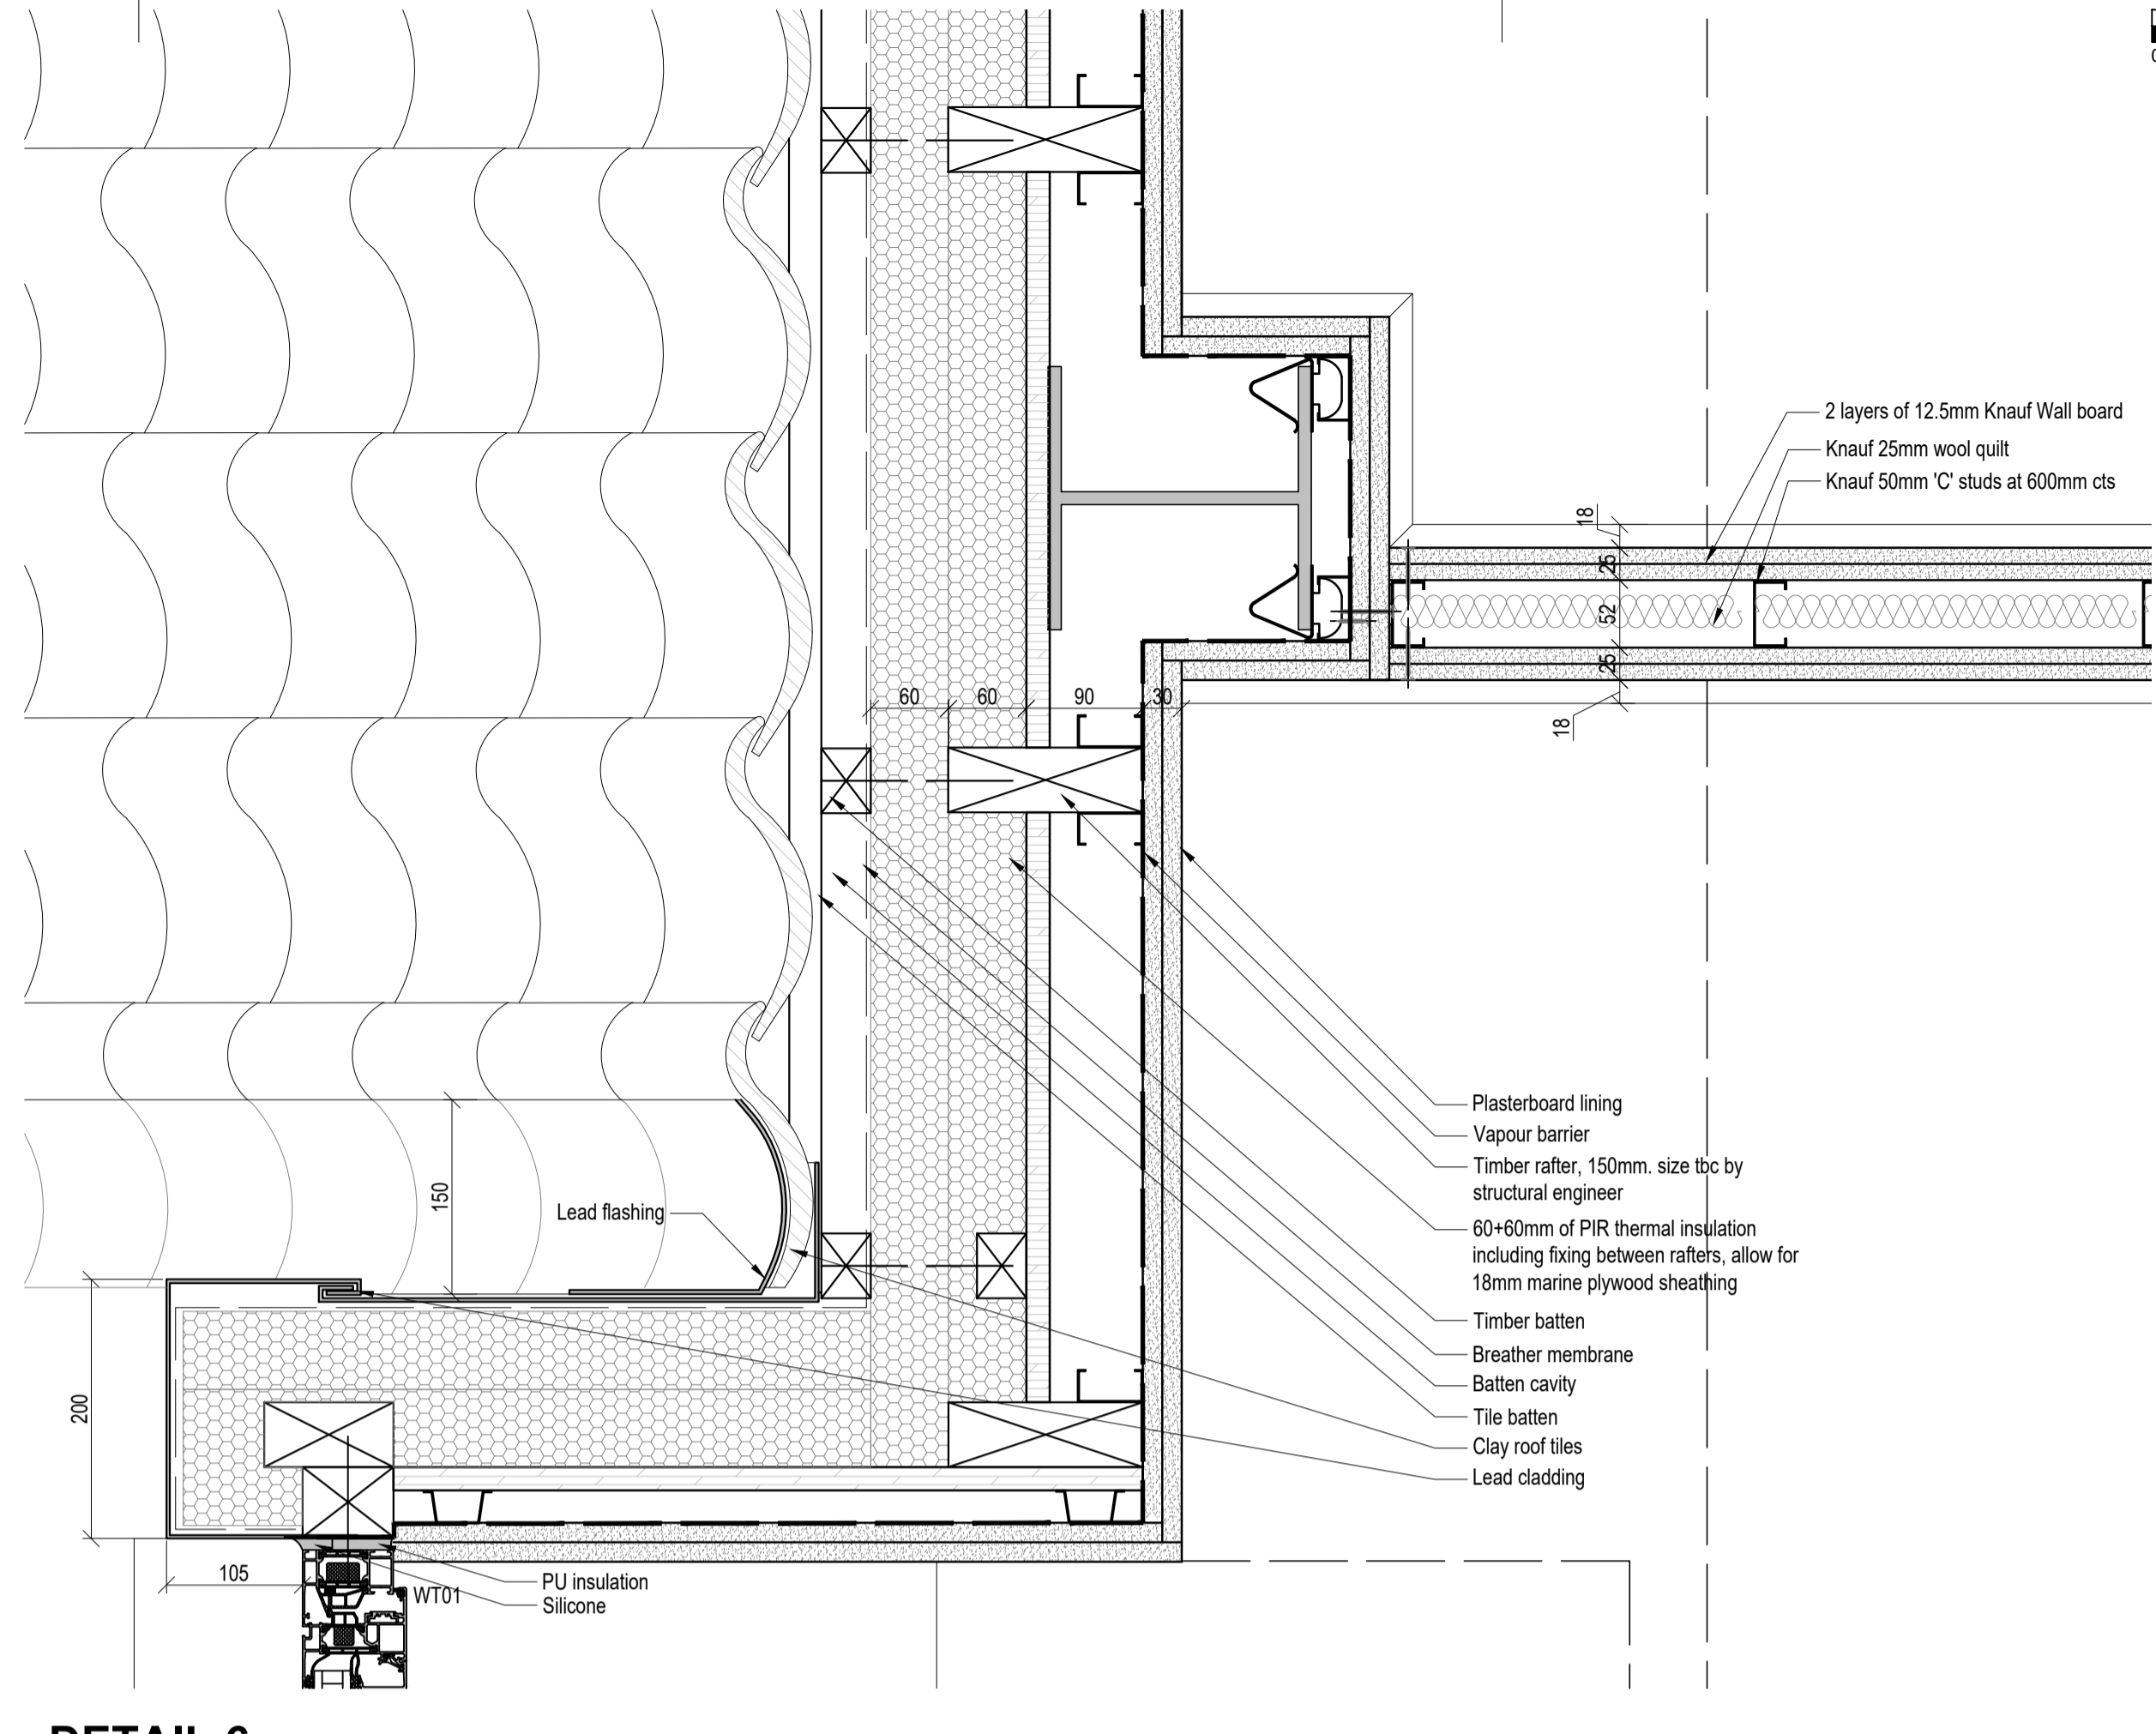 2 layers of 12.5mm Knauf Wall board
Knauf 25mm wool quilt
Knauf 50mm 'C' studs at 600mm cts
18
25
52
25
18
60
60
90
30
Plasterboard lining
Vapour barrier
Timber rafter, 150mm. size tbc by
structural engineer
60+60mm of PIR thermal insulation
including fixing between rafters, allow for
18mm marine plywood sheathing
Timber batten
Breather membrane
Batten cavity
Tile batten
Clay roof tiles
Lead cladding
150
Lead flashing
200
105
PU insulation
WT01
Silicone